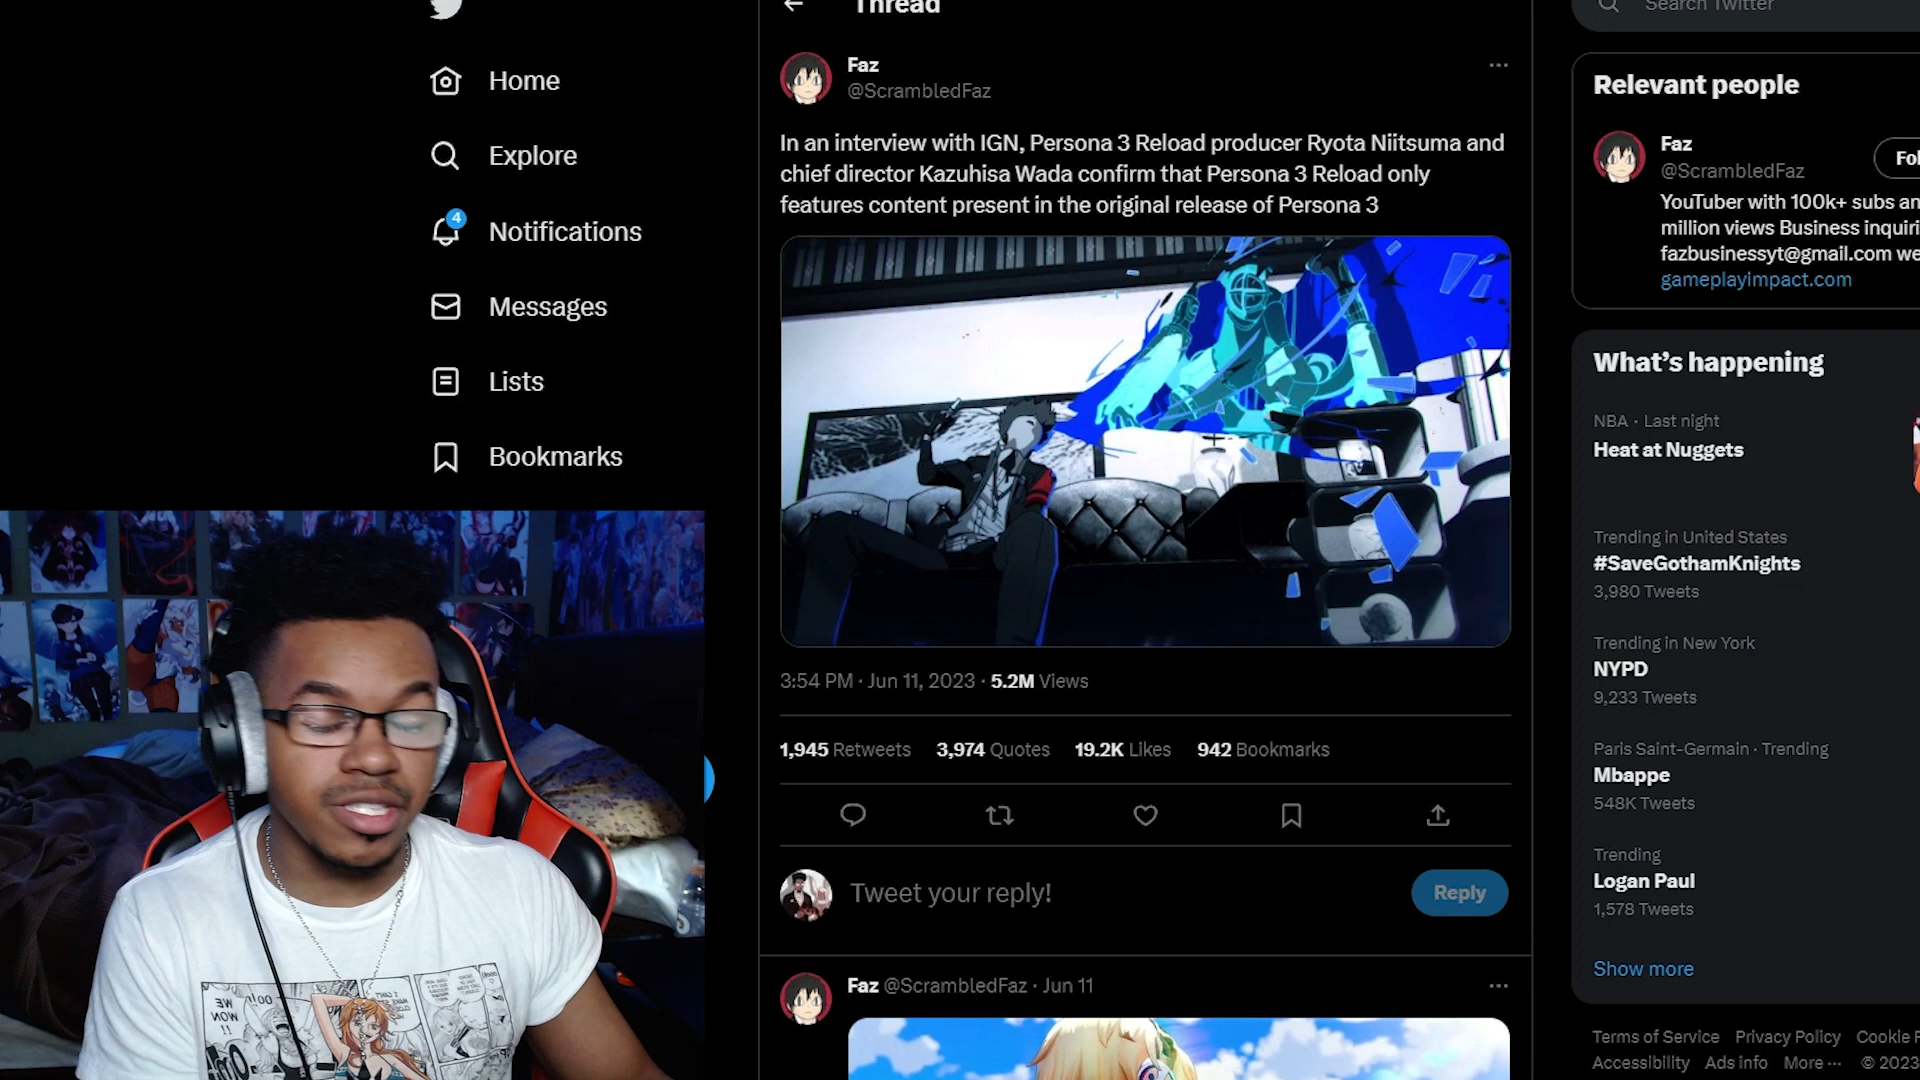 Thread
Search Twitter
Home
Explore
4
Notifications
Messages
Lists
Bookmarks
Faz
@ScrambledFaz
In an interview with IGN, Persona 3 Reload producer Ryota Niitsuma and
chief director Kazuhisa Wada confirm that Persona 3 Reload only
features content present in the original release of Persona 3
3:54 PM · Jun 11, 2023 · 5.2M Views
1,945 Retweets 3,974 Quotes 19.2K Likes 942 Bookmarks
Tweet your reply!
Reply
Faz @ScrambledFaz · Jun 11
Relevant people
Faz
@ScrambledFaz
YouTuber with 100k+ subs
million views Business
fazbusinessyt@gmail.com
gameplayimpact.com
What's happening
NBA · Last night
Heat at Nuggets
Trending in United States
#SaveGothamKnights
3,980 Tweets
Trending in New York
NYPD
9,233 Tweets
Paris Saint-Germain · Trending
Mbappe
548K Tweets
Trending
Logan Paul
1,578 Tweets
Show more
Terms of Service Privacy Policy Cookie
Accessibility Ads info More ··· © 2023
WE
WON
!!